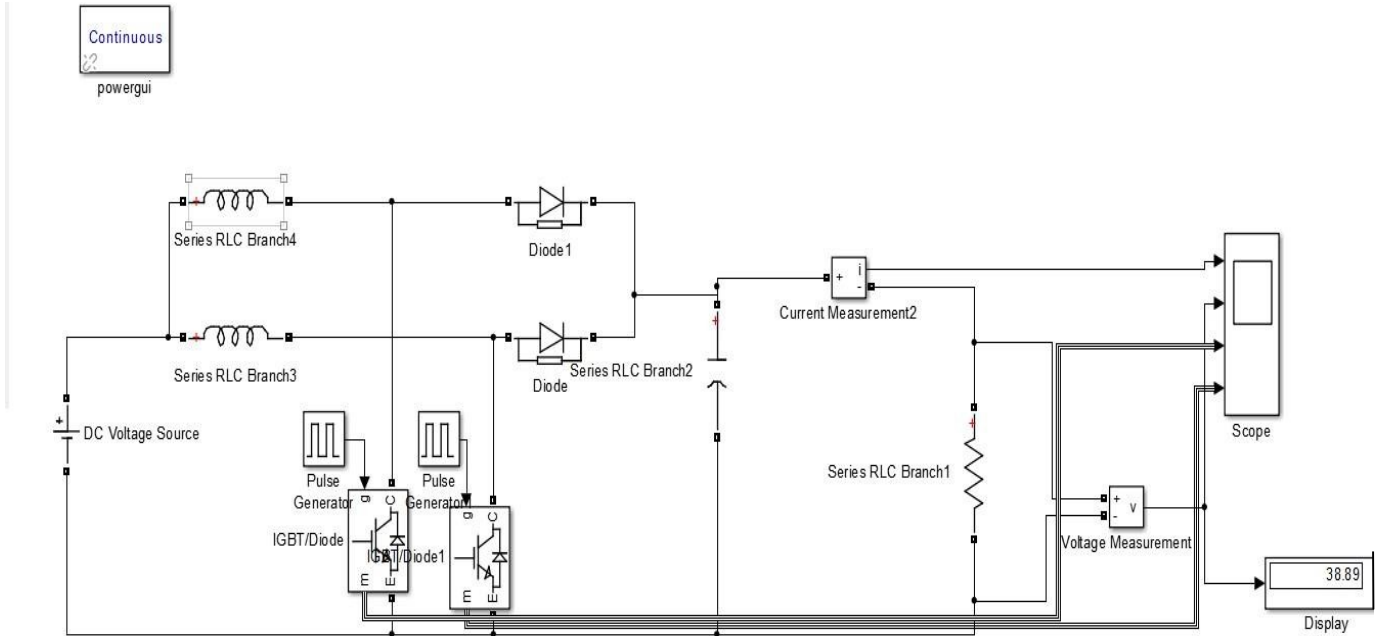 Continuous
powergui
Series RLC Branch4
Diode1
Series RLC Branch3
Diode
Series RLC Branch2
DC Voltage Source
+
Current Measurement2
+
i
-
Scope
Pulse
Generator
Pulse
Generator1
g
C
m
E
IGBT/Diode
g
C
m
E
IGBT/Diode1
Series RLC Branch1
+
-
v
Voltage Measurement
38.89
Display